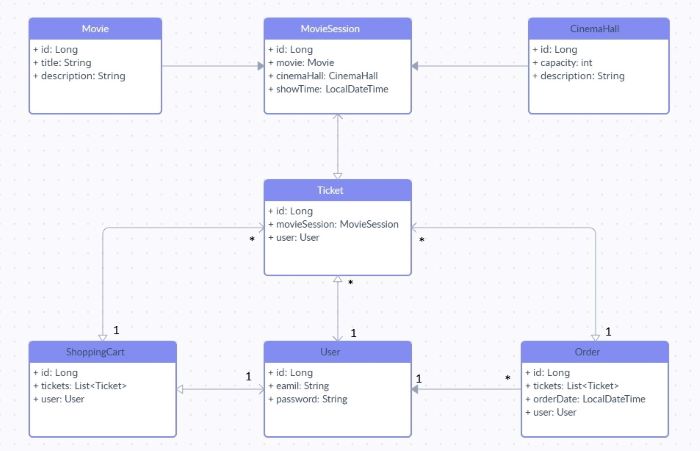 Movie
+ id: Long
+ title: String
+ description: String
MovieSession
+ id: Long
+ movie: Movie
+ cinemaHall: CinemaHall
+ showTime: LocalDateTime
CinemaHall
+ id: Long
+ capacity: int
+ description: String
Ticket
+ id: Long
+ movieSession: MovieSession
+ user: User
*
*
*
1
1
1
ShoppingCart
+ id: Long
+ tickets: List<Ticket>
+ user: User
1
User
+ id: Long
+ eamil: String
+ password: String
1
*
Order
+ id: Long
+ tickets: List<Ticket>
+ orderDate: LocalDateTime
+ user: User